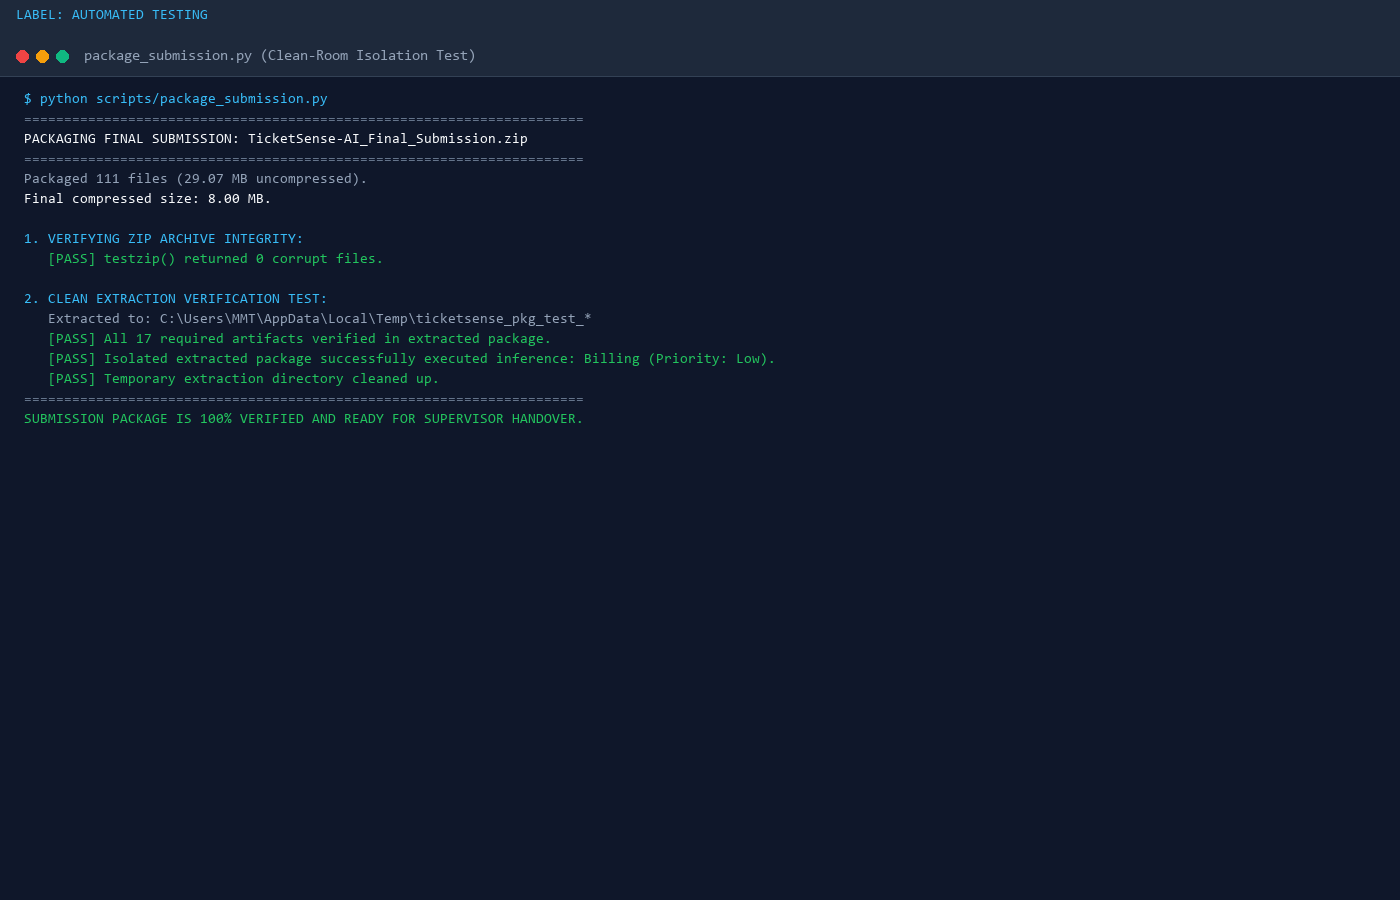 LABEL: AUTOMATED TESTING
package_submission.py (Clean-Room Isolation Test)
$ python scripts/package_submission.py
======================================================================
PACKAGING FINAL SUBMISSION: TicketSense-AI_Final_Submission.zip
======================================================================
Packaged 111 files (29.07 MB uncompressed).
Final compressed size: 8.00 MB.
1. VERIFYING ZIP ARCHIVE INTEGRITY:
[PASS] testzip() returned 0 corrupt files.
2. CLEAN EXTRACTION VERIFICATION TEST:
Extracted to: C:\Users\MMT\AppData\Local\Temp\ticketsense_pkg_test_*
[PASS] All 17 required artifacts verified in extracted package.
[PASS] Isolated extracted package successfully executed inference: Billing (Priority: Low).
[PASS] Temporary extraction directory cleaned up.
======================================================================
SUBMISSION PACKAGE IS 100% VERIFIED AND READY FOR SUPERVISOR HANDOVER.